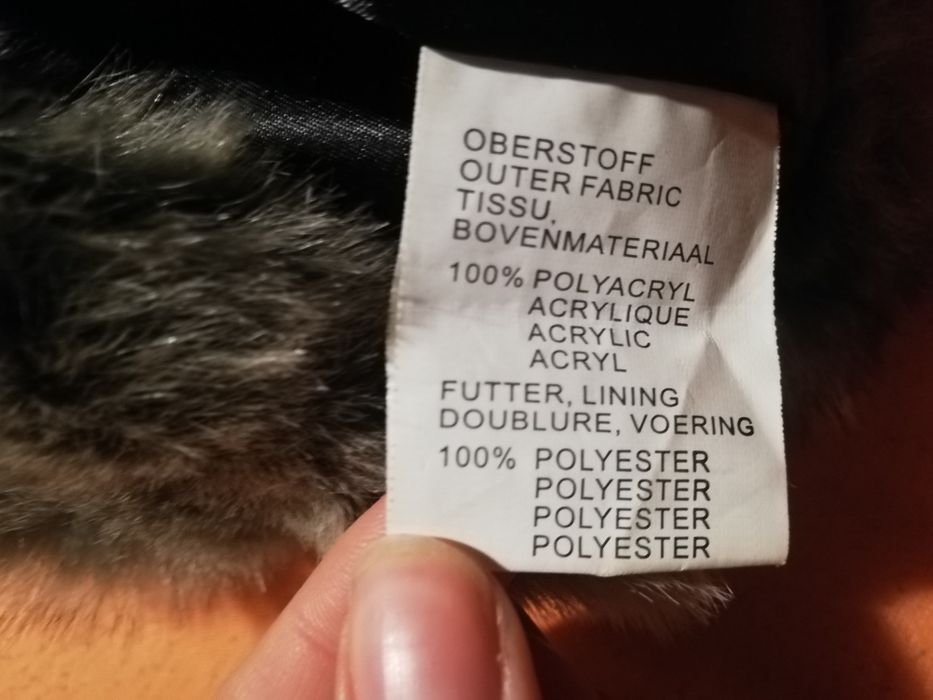 OBERSTOFF
OUTER FABRIC
TISSU,
BOVENMATERIAAL
100% POLYACRYL
ACRYLIQUE
ACRYLIC
ACRYL
FUTTER, LINING
DOUBLURE, VOERING
100% POLYESTER
POLYESTER
POLYESTER
POLYESTER